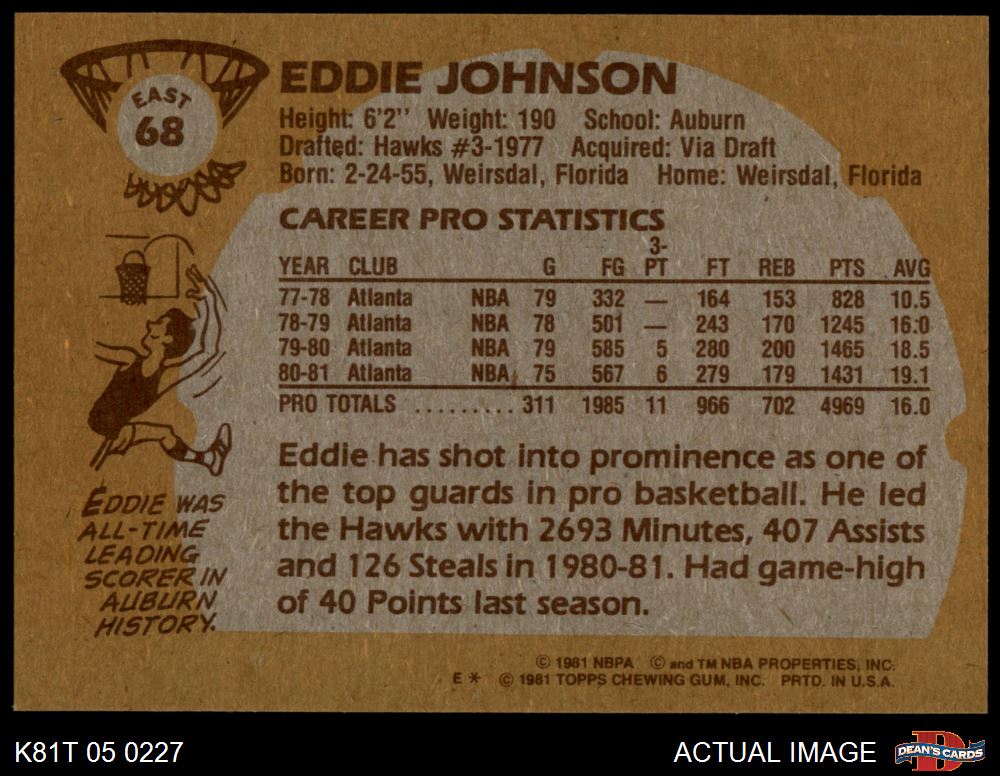 EAST
68
EDDIE JOHNSON
Height: 6'2" Weight: 190 School: Auburn
Drafted: Hawks #3-1977 Acquired: Via Draft
Born: 2-24-55, Weirsdal, Florida Home: Weirsdal, Florida
CAREER PRO STATISTICS
YEAR CLUB G FG 3-PT FT REB PTS AVG
77-78 Atlanta NBA 79 332 — 164 153 828 10.5
78-79 Atlanta NBA 78 501 — 243 170 1245 16.0
79-80 Atlanta NBA 79 585 5 280 200 1465 18.5
80-81 Atlanta NBA 75 567 6 279 179 1431 19.1
PRO TOTALS ......... 311 1985 11 966 702 4969 16.0
EDDIE WAS
ALL-TIME
LEADING
SCORER IN
AUBURN
HISTORY.
Eddie has shot into prominence as one of
the top guards in pro basketball. He led
the Hawks with 2693 Minutes, 407 Assists
and 126 Steals in 1980-81. Had game-high
of 40 Points last season.
© 1981 NBPA © and TM NBA PROPERTIES, INC.
E * © 1981 TOPPS CHEWING GUM, INC. PRTD. IN U.S.A.
K81T 05 0227
ACTUAL IMAGE
D
DEAN'S CARDS